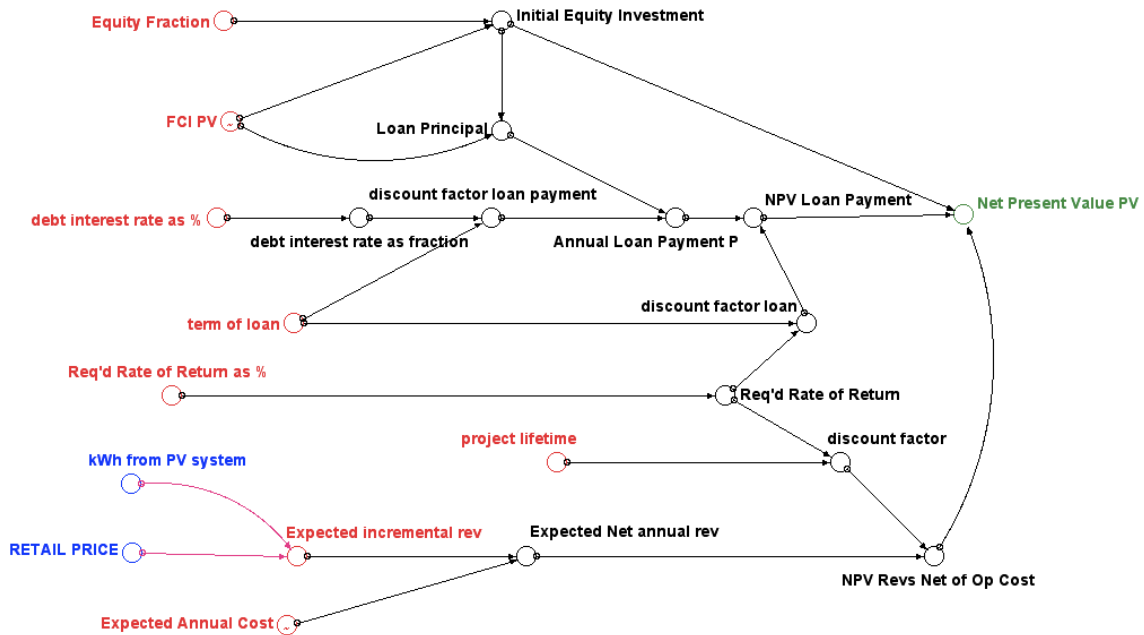 Initial Equity Investment
Equity Fraction
FCI PV
~
Loan Principal
discount factor loan payment
NPV Loan Payment
Net Present Value PV
debt interest rate as %
debt interest rate as fraction
Annual Loan Payment P
discount factor loan
term of loan
Req'd Rate of Return as %
Req'd Rate of Return
project lifetime
discount factor
kWh from PV system
Expected incremental rev
Expected Net annual rev
RETAIL PRICE
NPV Revs Net of Op Cost
Expected Annual Cost
~